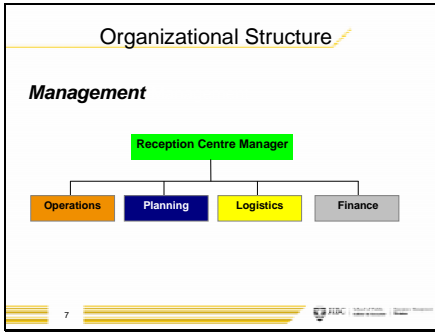 Organizational Structure
Management
Reception Centre Manager
Operations Planning Logistics Finance
7